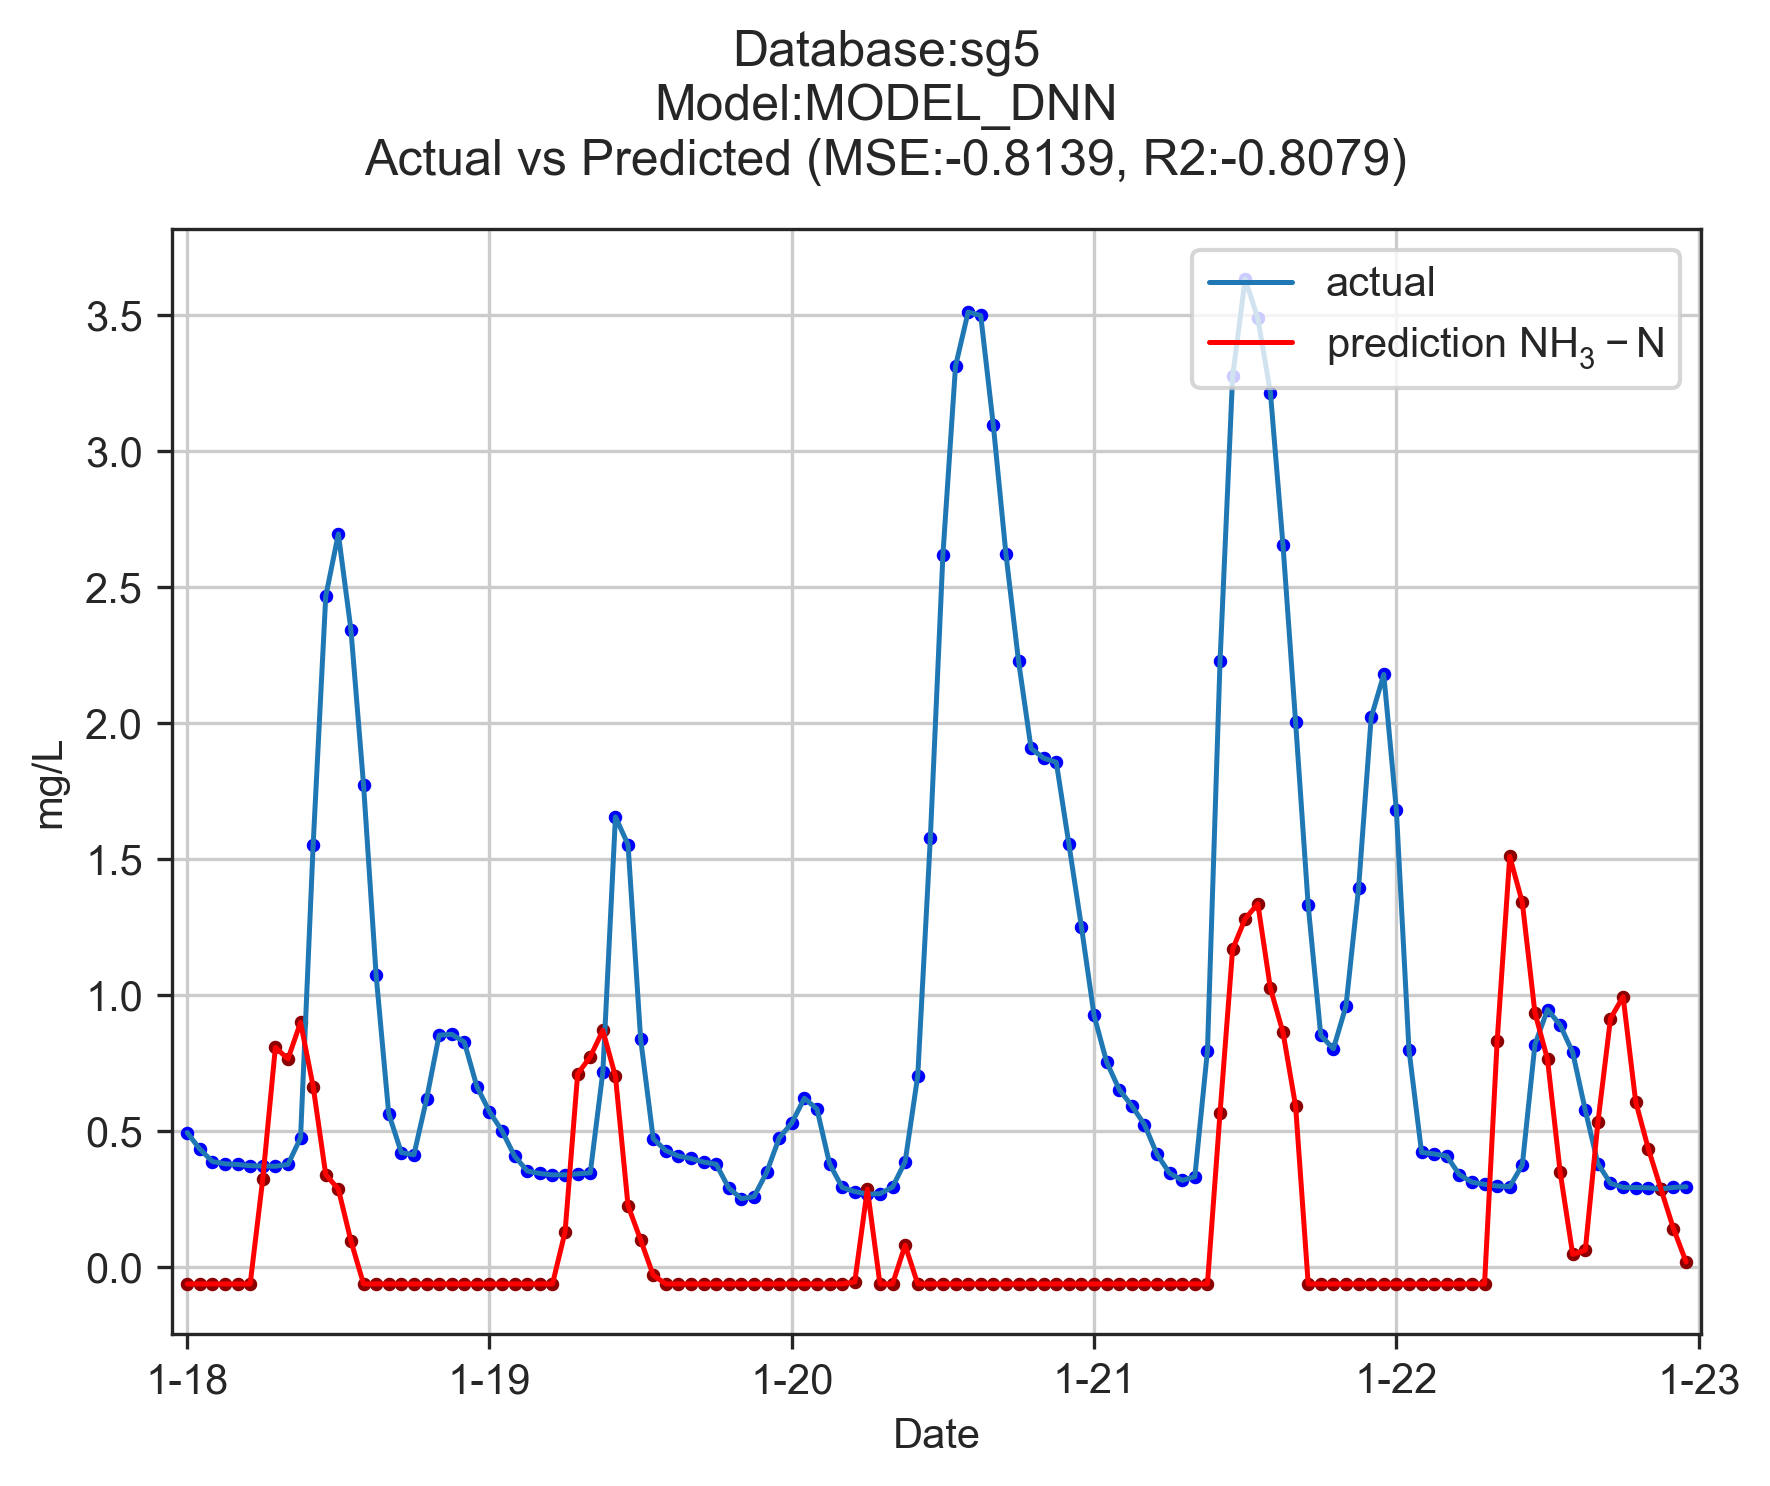 Database:sg5
Model:MODEL_DNN
Actual vs Predicted (MSE:-0.8139, R2:-0.8079)
actual
prediction NH₃ − N
3.5
3.0
2.5
2.0
1.5
1.0
0.5
0.0
mg/L
1-18 1-19 1-20 1-21 1-22 1-23
Date